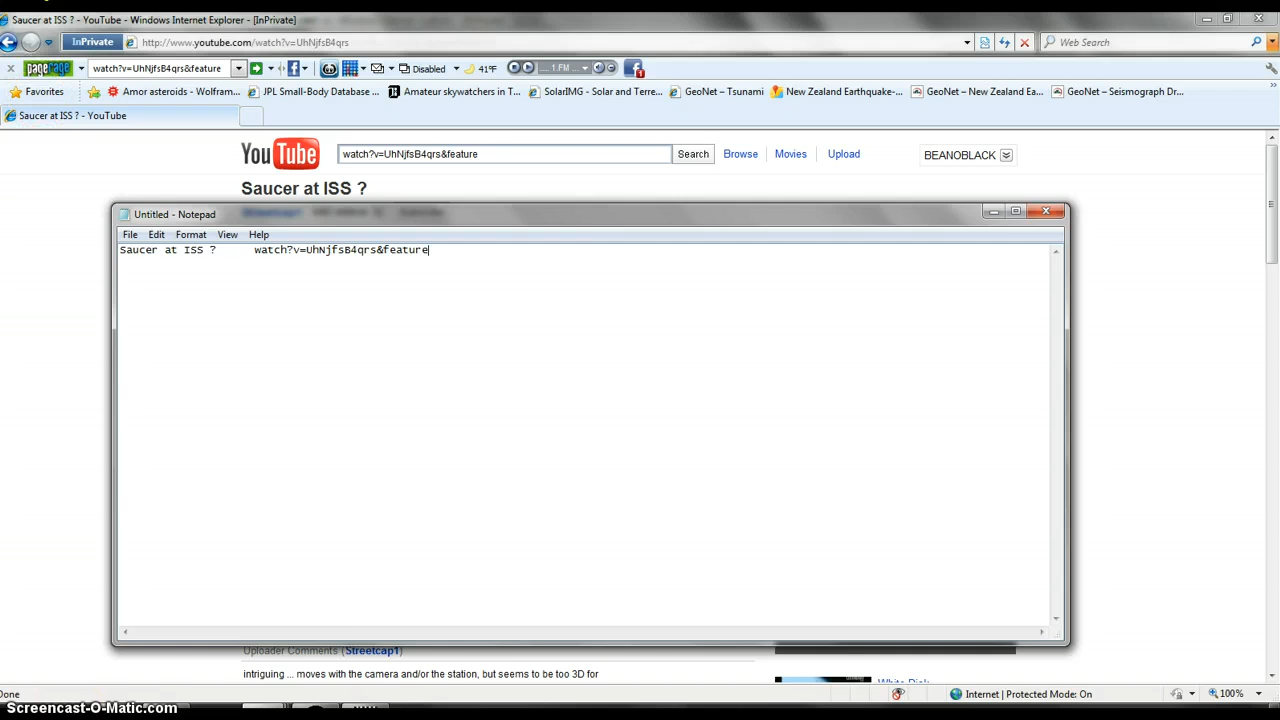 Saucer at ISS ? - YouTube - Windows Internet Explorer - [InPrivate]
InPrivate http://www.youtube.com/watch?v=UhNjfsB4qrs Web Search
pagerage watch?v=UhNjfsB4qrs&feature Disabled 41°F 1.FM ... 1
Favorites Amor asteroids - Wolfram... JPL Small-Body Database ... Amateur skywatchers in T... SolarIMG - Solar and Terre... GeoNet – Tsunami New Zealand Earthquake-... GeoNet – New Zealand Ea... GeoNet – Seismograph Dr...
Saucer at ISS ? - YouTube
YouTube watch?v=UhNjfsB4qrs&feature Search Browse Movies Upload BEANOBLACK
Saucer at ISS ?
Untitled - Notepad
File Edit Format View Help
Saucer at ISS ? watch?v=UhNjfsB4qrs&feature
Uploader Comments (Streetcap1)
intriguing ... moves with the camera and/or the station, but seems to be too 3D for
Done Internet | Protected Mode: On 100%
Screencast-O-Matic.com